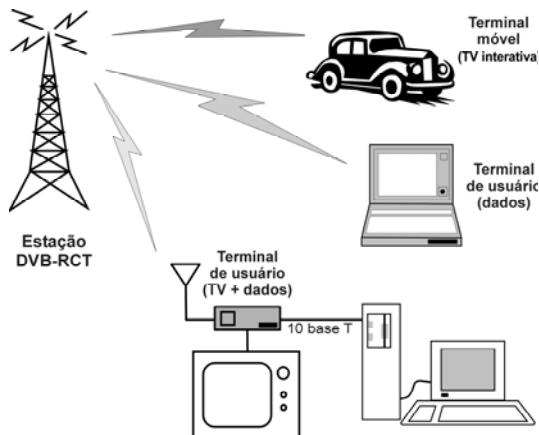 Terminal
móvel
(TV interativa)
Terminal
de usuário
(dados)
Estação
DVB-RCT
Terminal
de usuário
(TV + dados)
10 base T